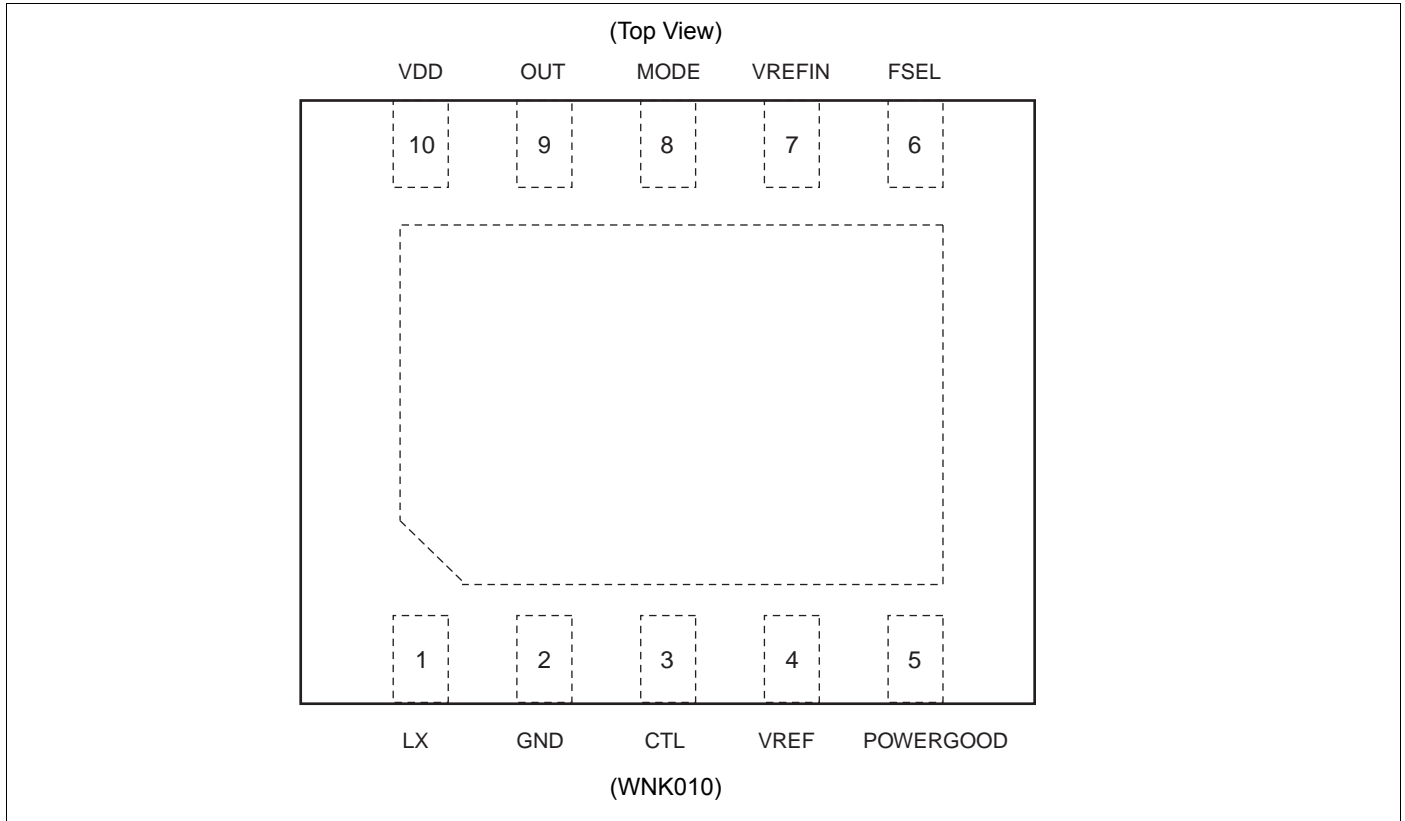 (Top View)
VDD OUT MODE VREFIN FSEL
10 9 8 7 6
1 2 3 4 5
LX GND CTL VREF POWERGOOD
(WNK010)